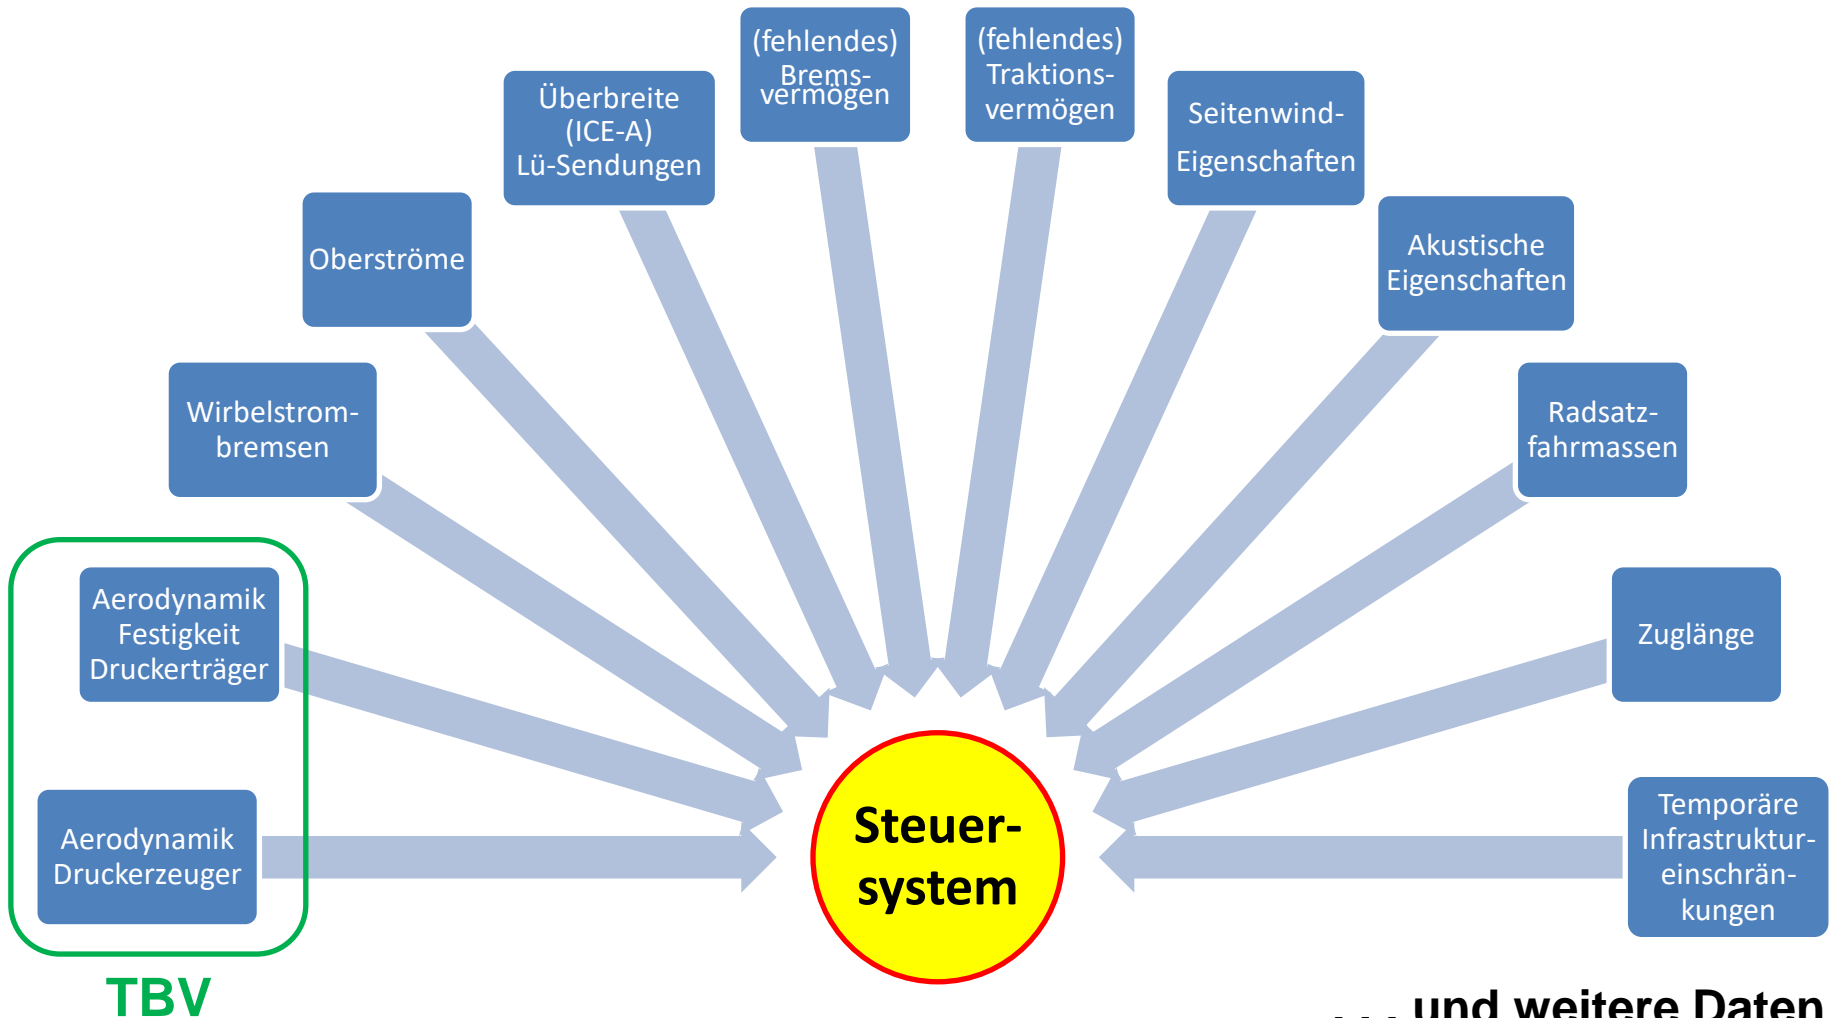 (fehlendes)
Brems-
vermögen
(fehlendes)
Traktions-
vermögen
Überbreite
(ICE-A)
Lü-Sendungen
Seitenwind-
Eigenschaften
Oberströme
Akustische
Eigenschaften
Wirbelstrom-
bremsen
Radsatz-
fahrmassen
Aerodynamik
Festigkeit
Druckerträger
Zuglänge
Aerodynamik
Druckerzeuger
Steuer-
system
Temporäre
Infrastruktur-
einschrän-
kungen
TBV
. . . und weitere Daten